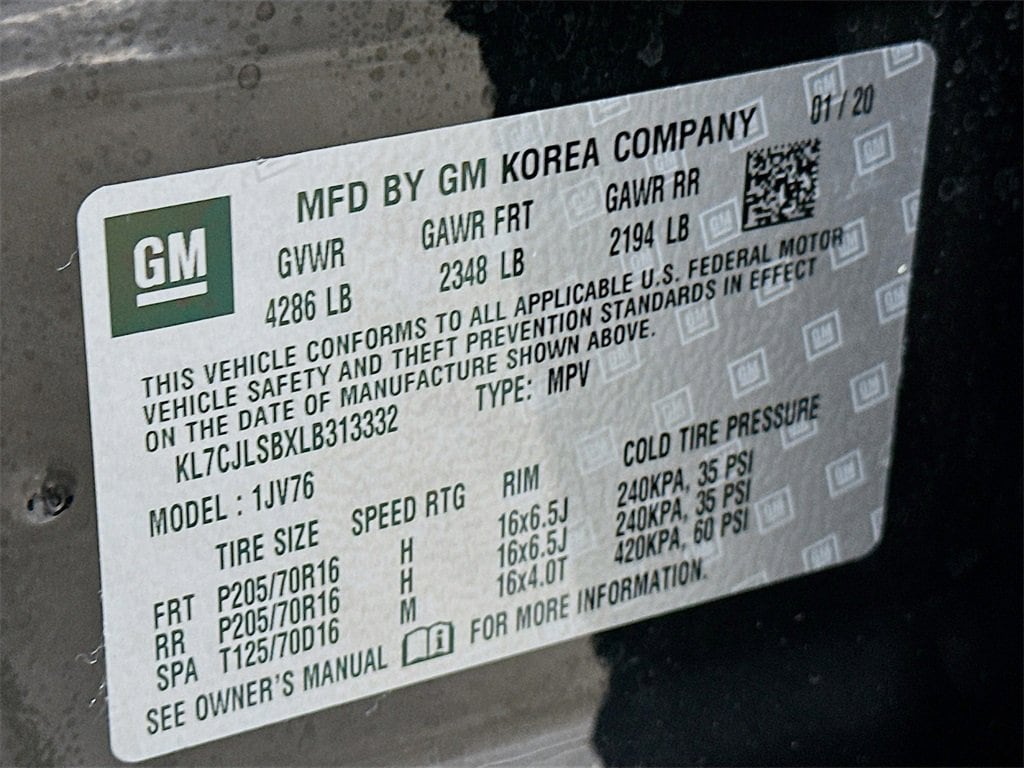 01 / 20
MFD BY GM KOREA COMPANY
GM
GVWR GAWR FRT GAWR RR
4286 LB 2348 LB 2194 LB
THIS VEHICLE CONFORMS TO ALL APPLICABLE U.S. FEDERAL MOTOR
VEHICLE SAFETY AND THEFT PREVENTION STANDARDS IN EFFECT
ON THE DATE OF MANUFACTURE SHOWN ABOVE.
KL7CJLSBXLB313332 TYPE: MPV
MODEL : 1JV76
TIRE SIZE SPEED RTG RIM COLD TIRE PRESSURE
FRT P205/70R16 H 16x6.5J 240KPA, 35 PSI
RR P205/70R16 H 16x6.5J 240KPA, 35 PSI
SPA T125/70D16 M 16x4.0T 420KPA, 60 PSI
SEE OWNER'S MANUAL i FOR MORE INFORMATION.